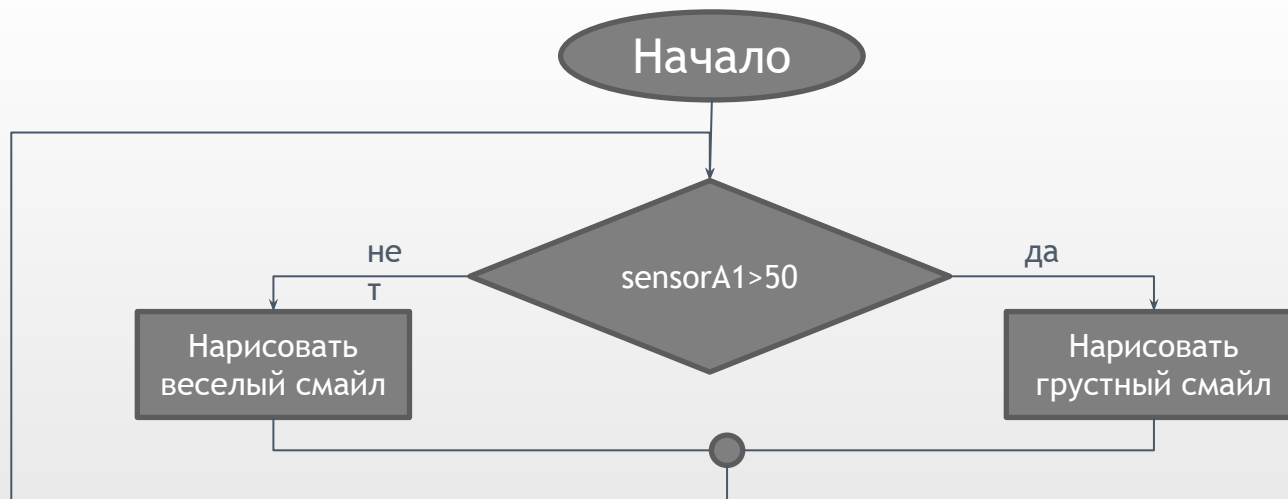 Начало
не
т
да
sensorA1>50
Нарисовать
веселый смайл
Нарисовать
грустный смайл